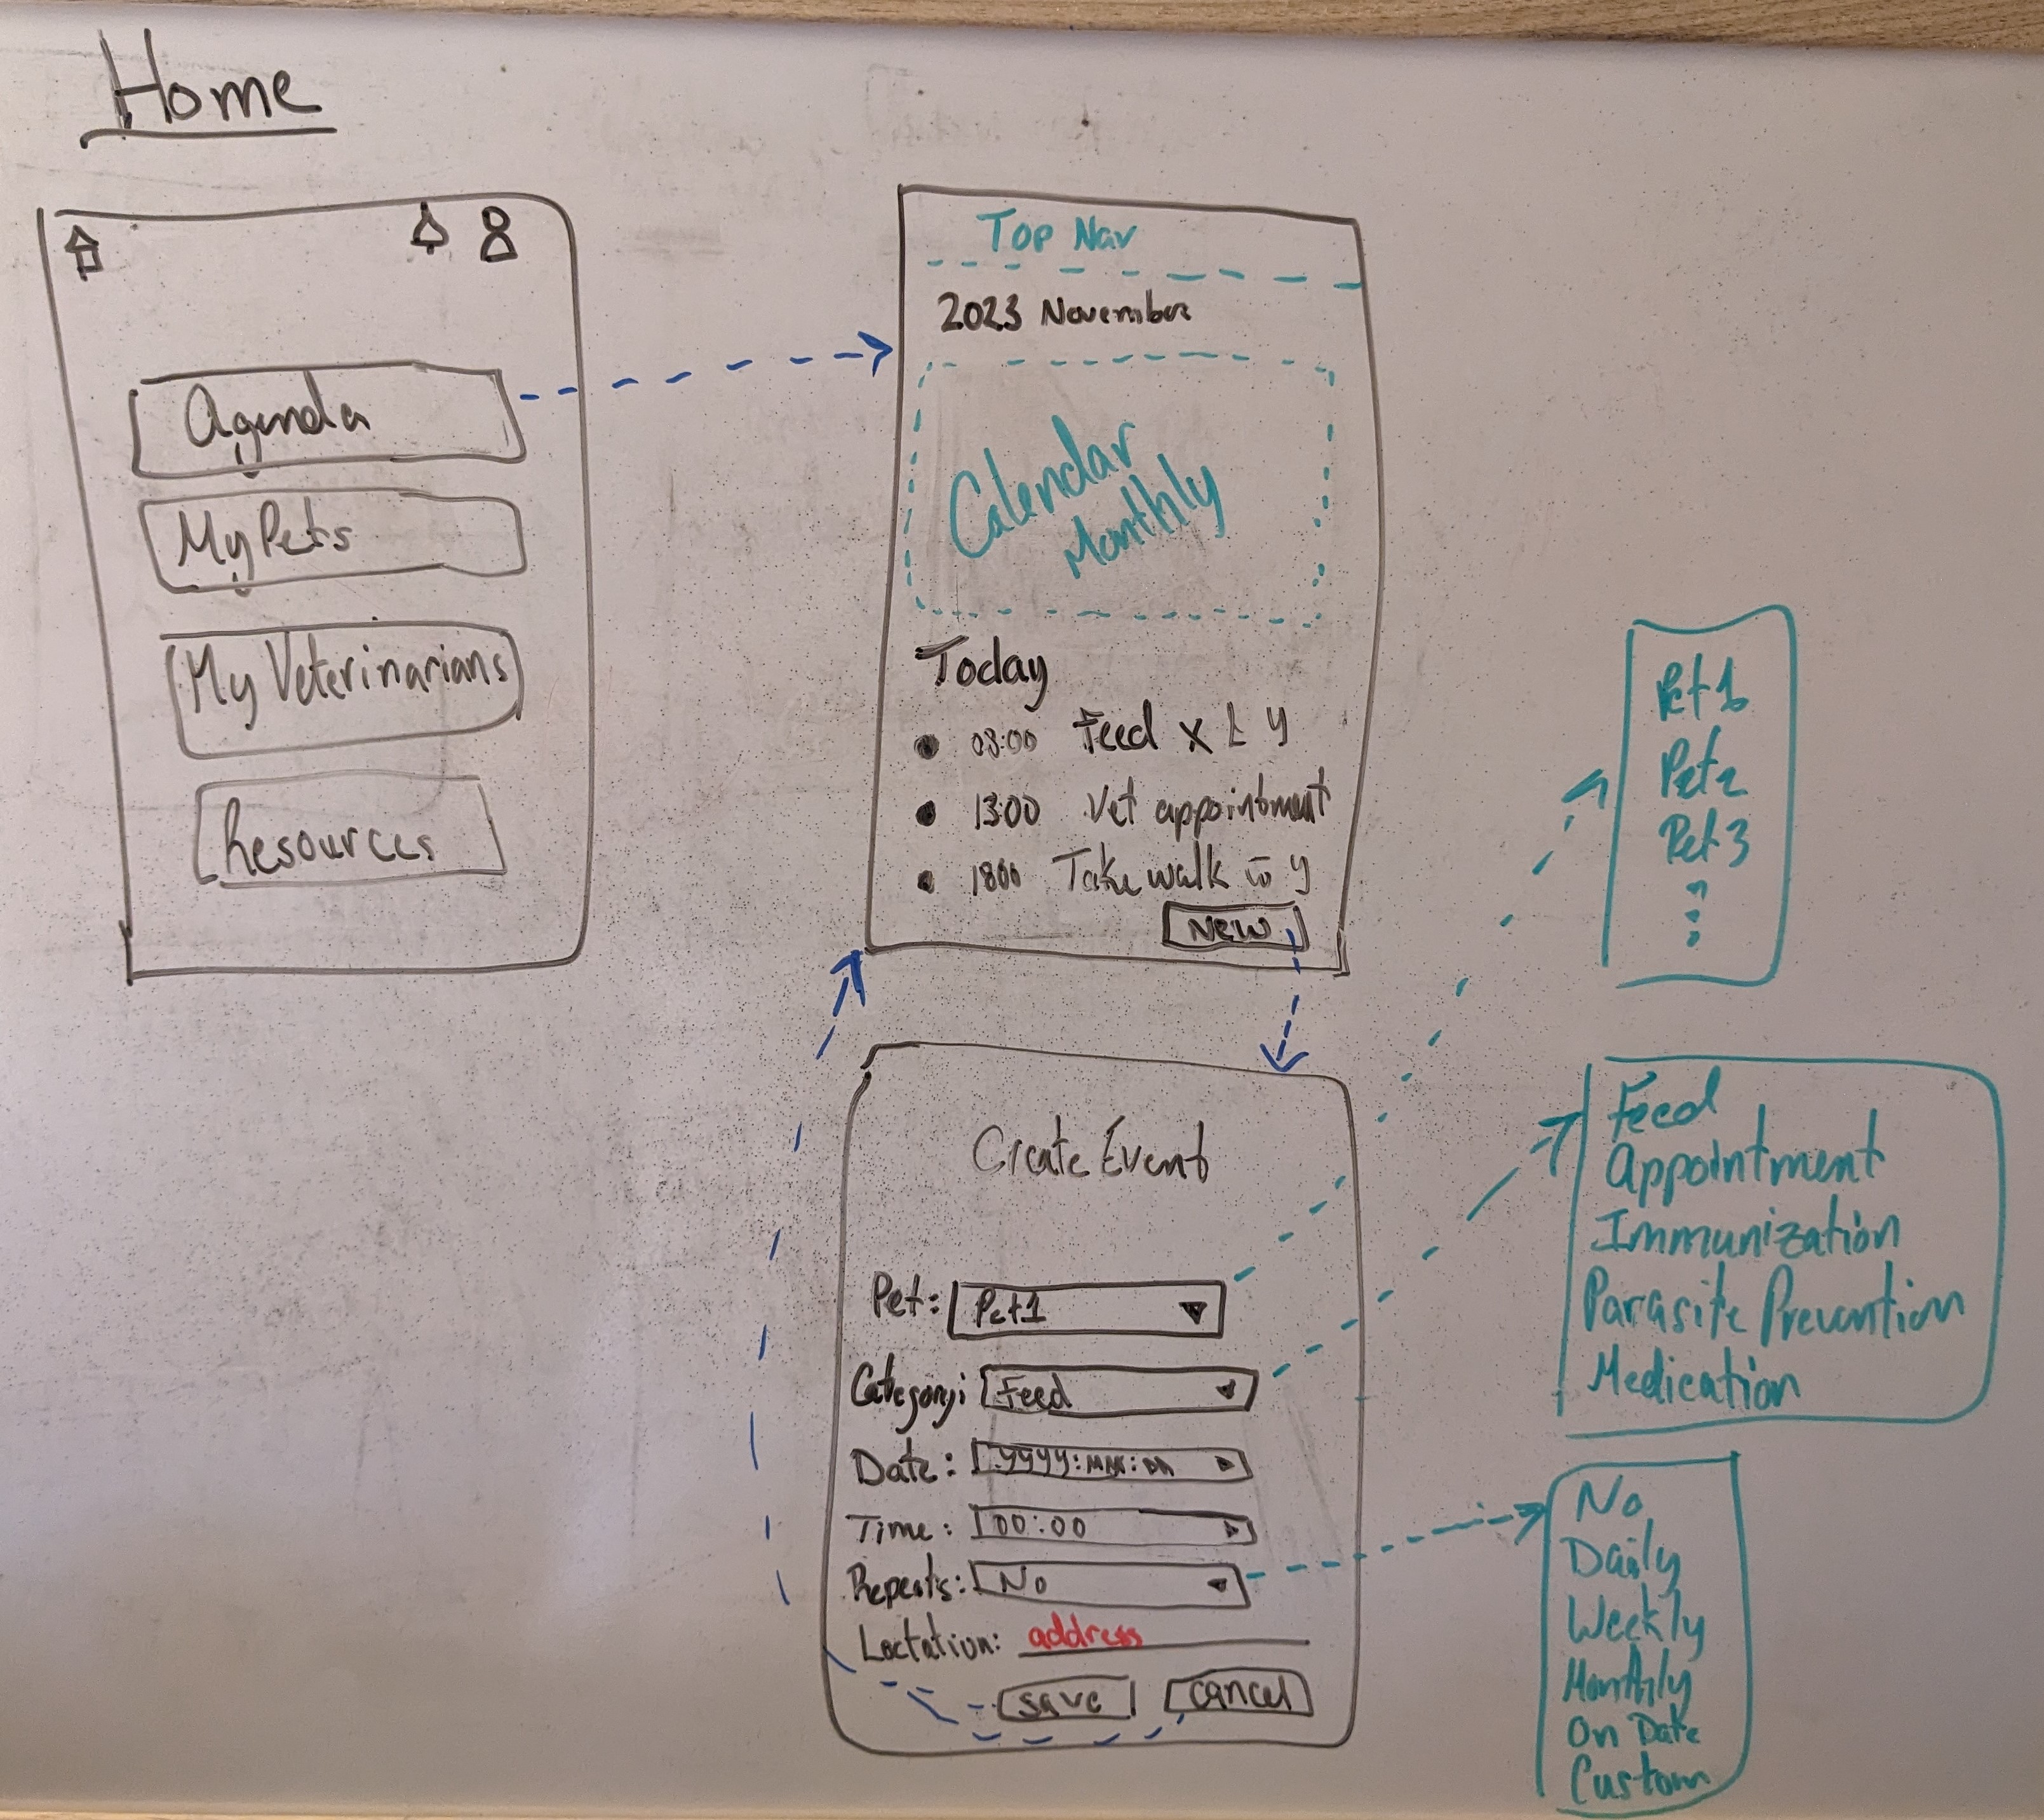 Home
Agenda
My Pets
My Veterinarians
Resources
Top Nav
2023 November
Calendar
Monthly
Today
08:00 Feed X & Y
13:00 Vet appointment
1800 Take walk w Y
New
Create Event
Pet: Pet1
Category: Feed
Date: YYYY:MM:DD
Time: 00:00
Repeats: No
Loctation: address
save cancel
Pet1
Pet2
Pet3
Feed
Appointment
Immunization
Parasite Prevention
Medication
No
Daily
Weekly
Monthly
On Date
Custom